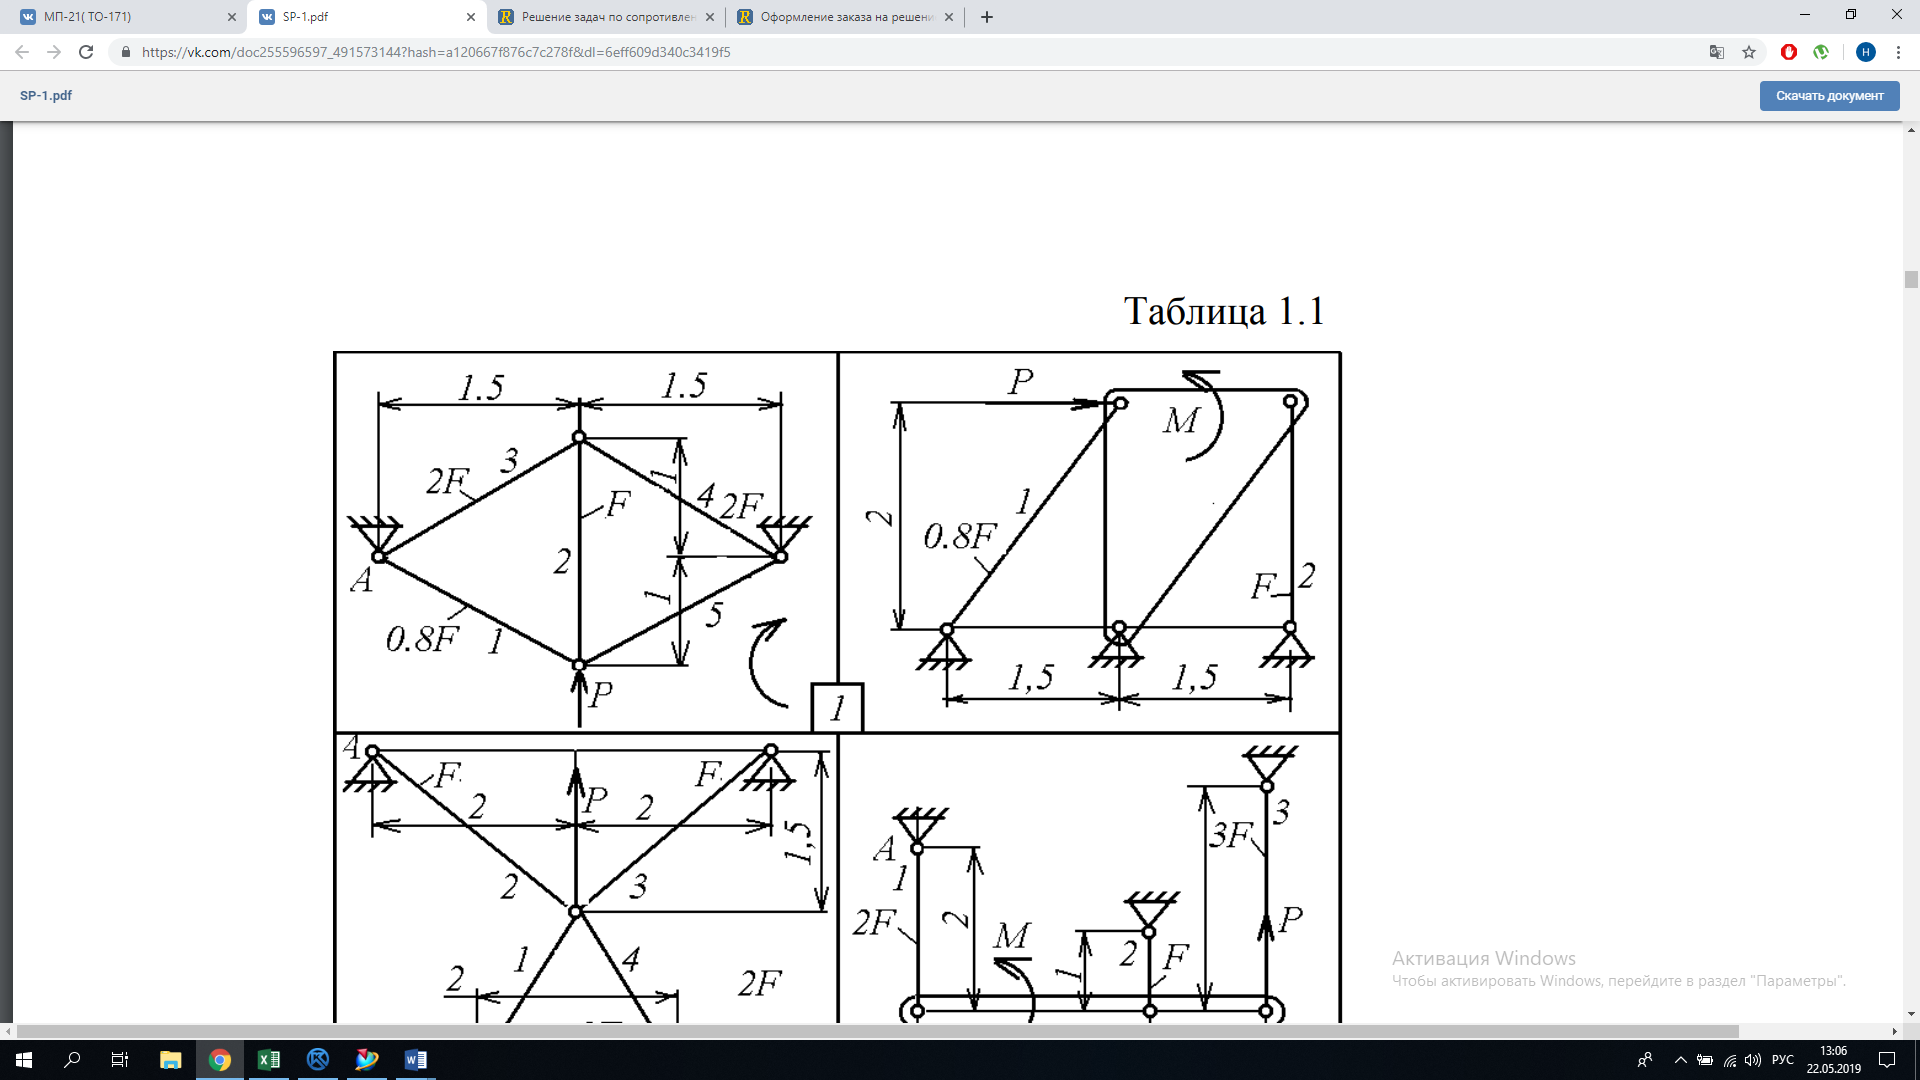 МП-21( ТО-171)
SP-1.pdf
Решение задач по сопротивлен
Оформление заказа на решени
https://vk.com/doc255596597_491573144?hash=a120667f876c7c278f&dl=6eff609d340c3419f5
Н
SP-1.pdf
Скачать документ
Таблица 1.1
1.5 1.5
3
2F
1
4
2F
F
A
2
1
0.8F
1
5
P
1
P
M
2
1
0.8F
F
2
1,5 1,5
A
F
F
P
2 2
1,5
2 3
1 4
2
2F
A
1
2F
2
M
1
2
F
3
3F
P
Активация Windows
Чтобы активировать Windows, перейдите в раздел "Параметры".
РУС
13:06
22.05.2019